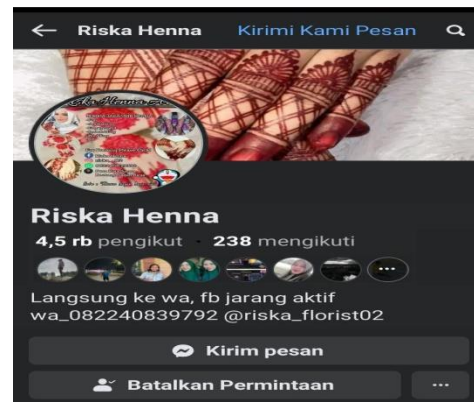 Riska Henna Kirimi Kami Pesan
Riska Henna
4,5 rb pengikut · 238 mengikuti
Langsung ke wa, fb jarang aktif
wa_082240839792 @riska_florist02
Kirim pesan
Batalkan Permintaan